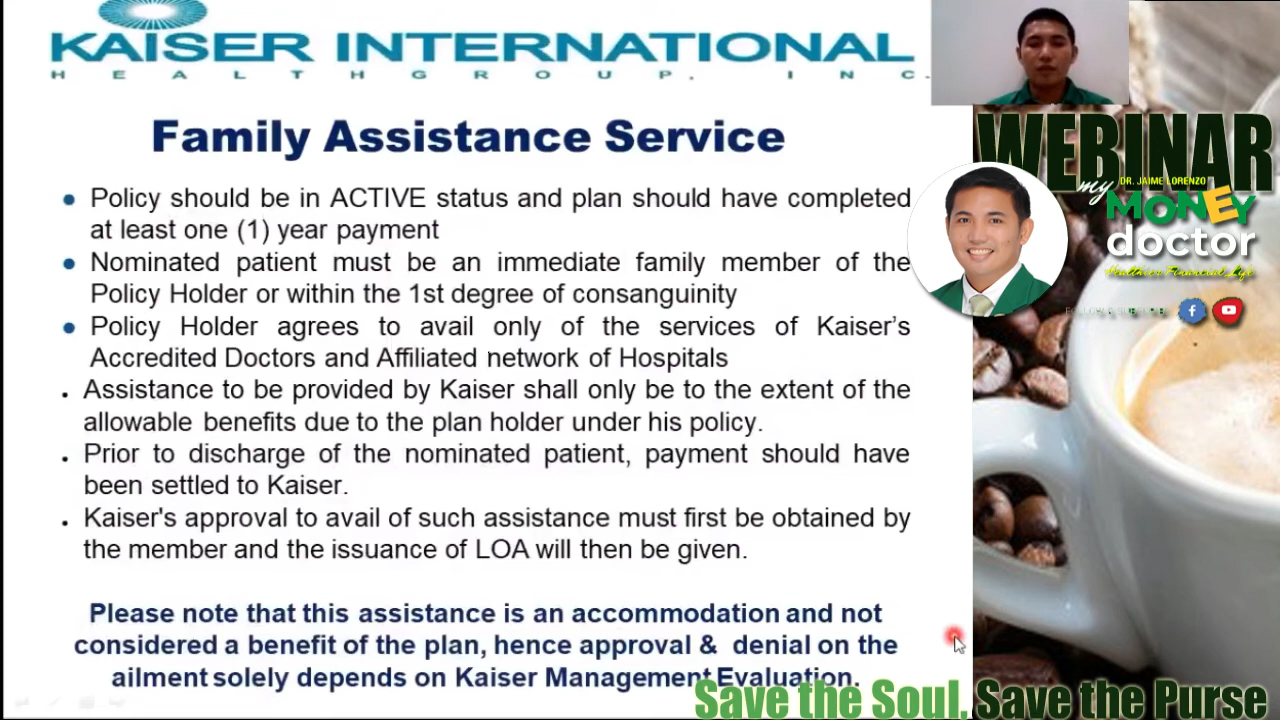 KAISER INTERNATIONAL
HEALTHGROUP, INC.
Family Assistance Service
• Policy should be in ACTIVE status and plan should have completed
at least one (1) year payment
• Nominated patient must be an immediate family member of the
Policy Holder or within the 1st degree of consanguinity
• Policy Holder agrees to avail only of the services of Kaiser’s
Accredited Doctors and Affiliated network of Hospitals
. Assistance to be provided by Kaiser shall only be to the extent of the
allowable benefits due to the plan holder under his policy.
. Prior to discharge of the nominated patient, payment should have
been settled to Kaiser.
. Kaiser's approval to avail of such assistance must first be obtained by
the member and the issuance of LOA will then be given.
Please note that this assistance is an accommodation and not
considered a benefit of the plan, hence approval & denial on the
ailment solely depends on Kaiser Management Evaluation.
WEBINAR
DR. JAIME LORENZO
my MONEY
doctor
Healthier Financial Life
Save the Soul, Save the Purse